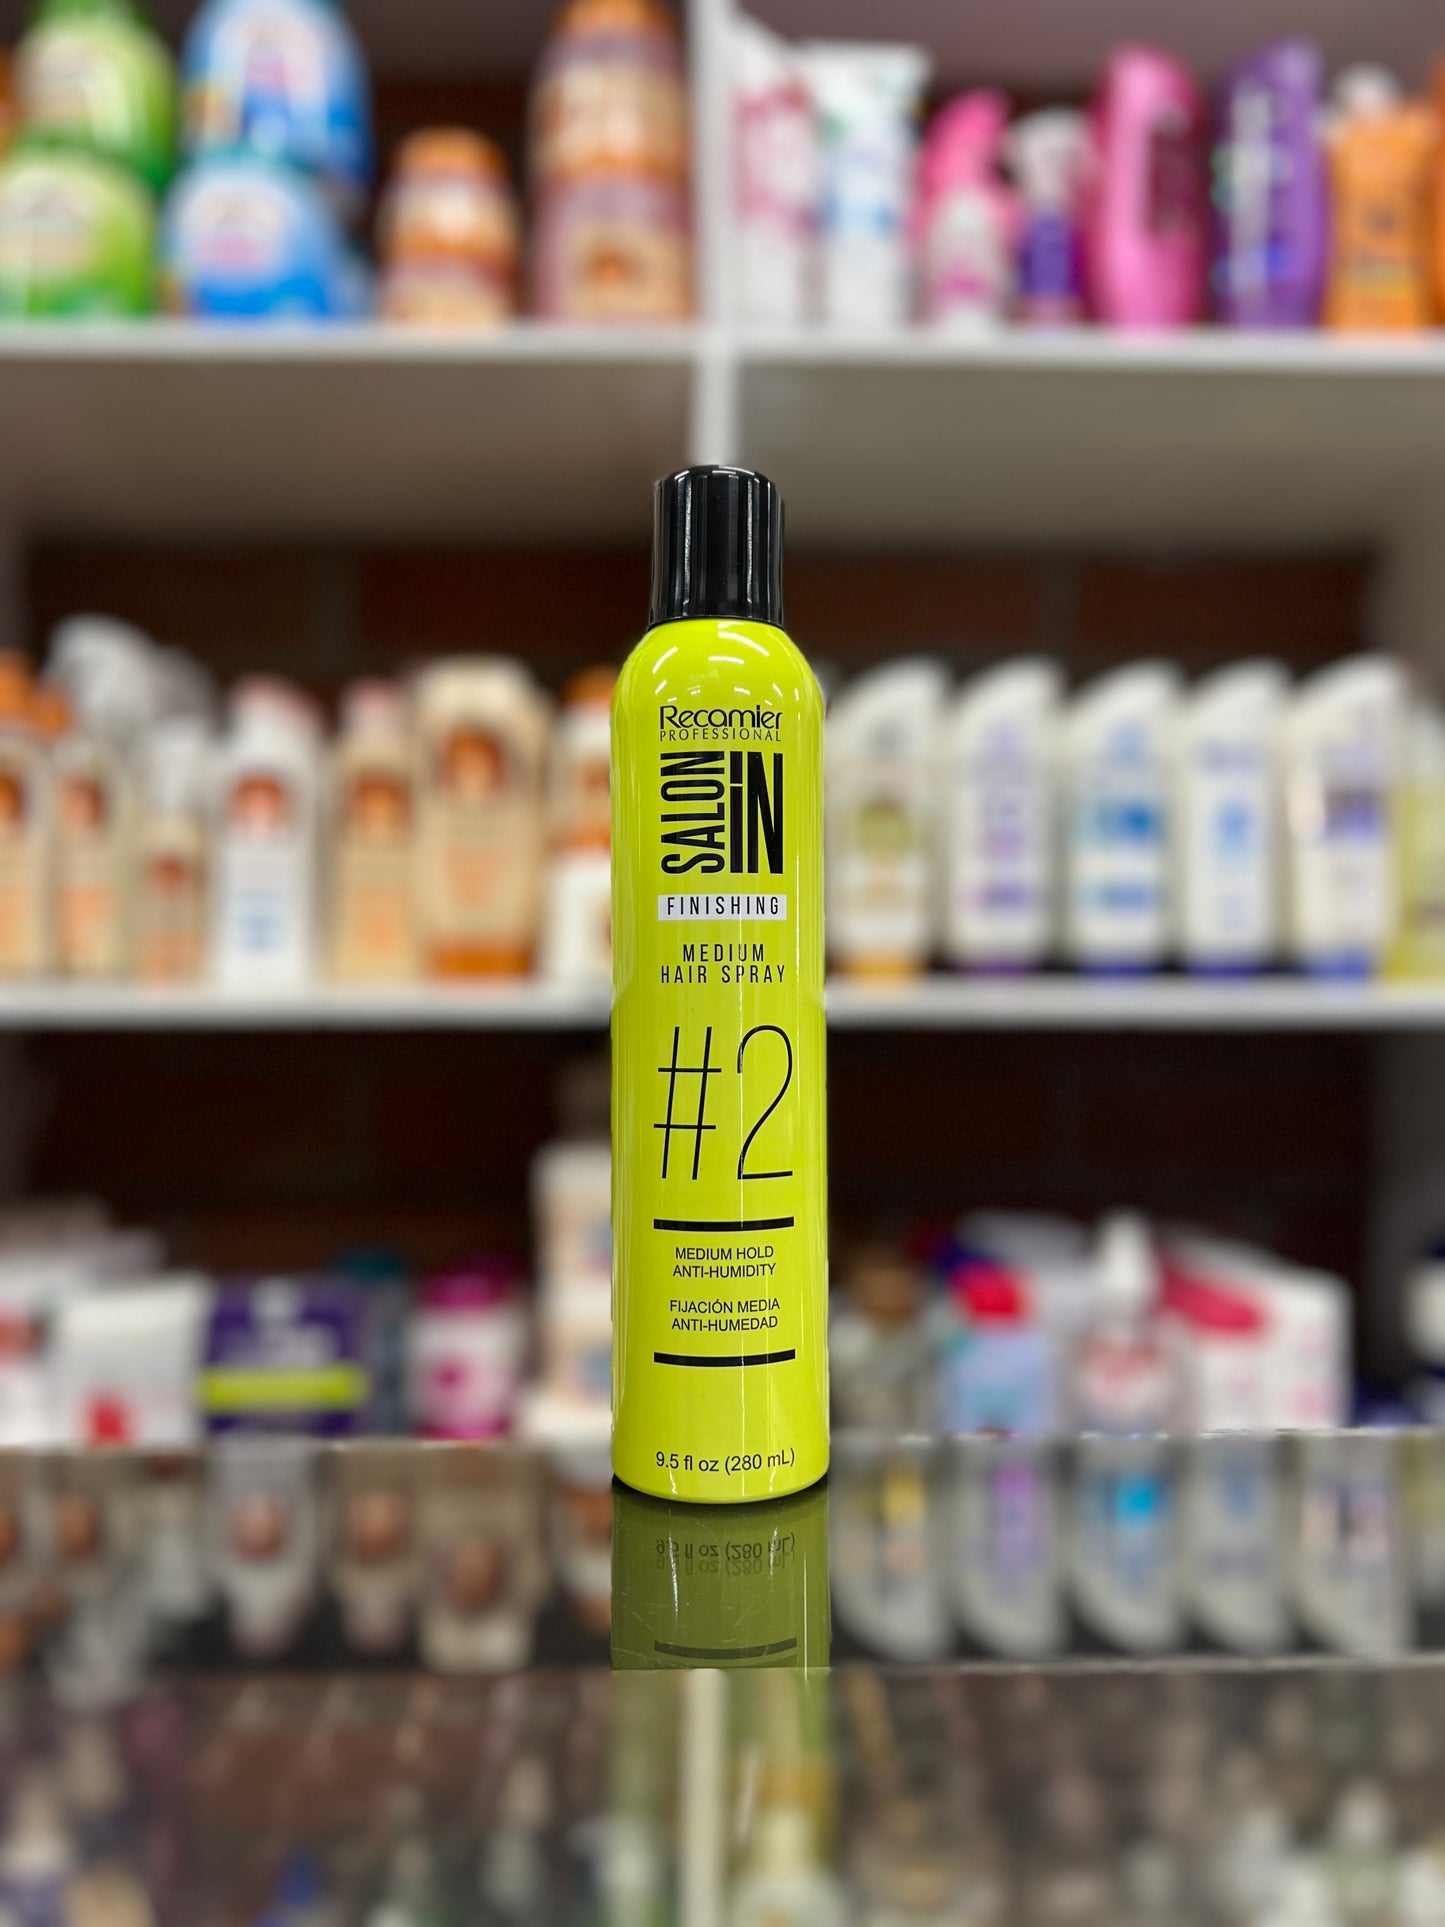 Recamier
PROFESSIONAL
SALON IN
FINISHING
MEDIUM
HAIR SPRAY
#2
MEDIUM HOLD
ANTI-HUMIDITY
FIJACIÓN MEDIA
ANTI-HUMEDAD
9.5 fl oz (280 mL)